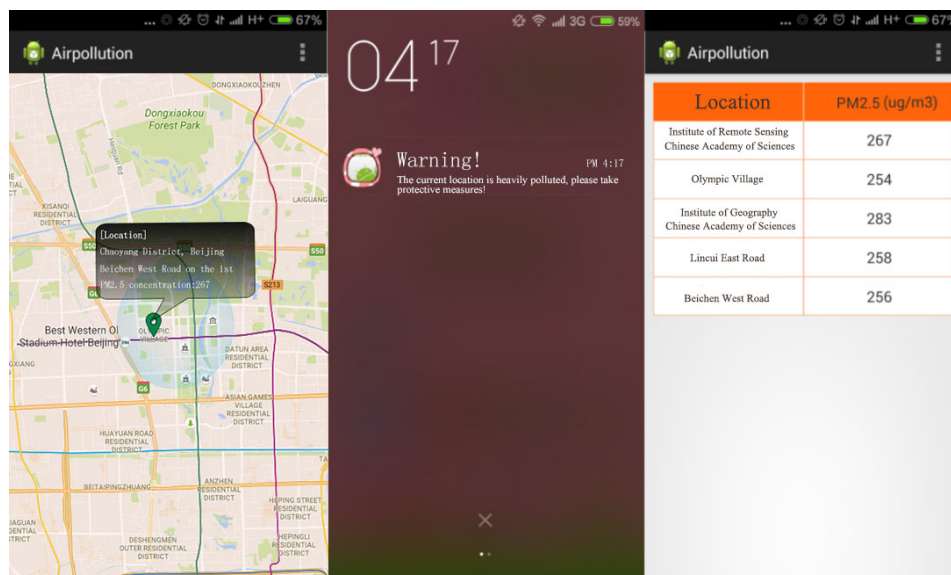 ... H+ 67%
Airpollution
DONGXIAOKOUZHEN
Dongxiaokou
Forest Park
Heiquan Rd
XISANQI
RESIDENTIAL
DISTRICT
LAIGUANG
S50
S50
[Location]
Chaoyang District, Beijing
Beichen West Road on the 1st
PM2.5 concentration:267
S213
Best Western Ol
Stadium Hotel Beijing
OLYMPIC
VILLAGE
DATUN AREA
RESIDENTIAL
DISTRICT
G6
ASIAN GAMES
VILLAGE
RESIDENTIAL
DISTRICT
HUAYUAN ROAD
RESIDENTIAL
DISTRICT
BEITAIPINGZHUANG
ANZHEN
RESIDENTIAL
DISTRICT
HEPING STREET
RESIDENTIAL
DISTRICT
DESHENGMEN
OUTER RESIDENTIAL
DISTRICT
HEPINGLI
RESIDENTIAL
DISTRICT
3G 59%
04 17
Warning! PM 4:17
The current location is heavily polluted, please take
protective measures!
... H+ 67%
Airpollution
Location PM2.5 (ug/m3)
Institute of Remote Sensing
Chinese Academy of Sciences 267
Olympic Village 254
Institute of Geography
Chinese Academy of Sciences 283
Lincui East Road 258
Beichen West Road 256